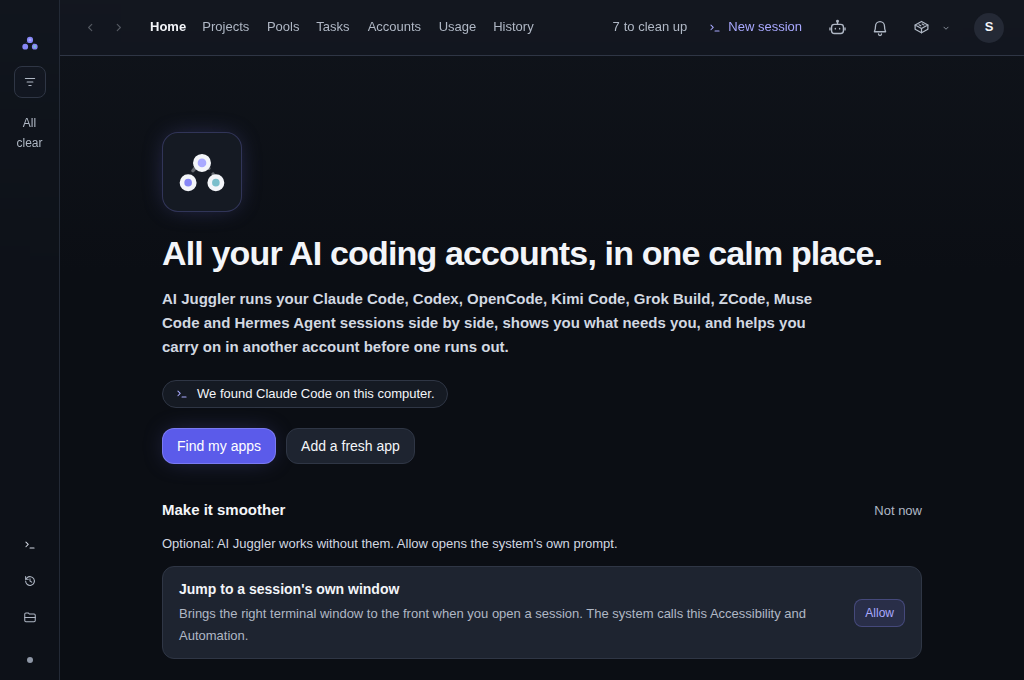 Home Projects Pools Tasks Accounts Usage History 7 to clean up New session S
All
clear
All your AI coding accounts, in one calm place.
AI Juggler runs your Claude Code, Codex, OpenCode, Kimi Code, Grok Build, ZCode, Muse
Code and Hermes Agent sessions side by side, shows you what needs you, and helps you
carry on in another account before one runs out.
We found Claude Code on this computer.
Find my apps Add a fresh app
Make it smoother Not now
Optional: AI Juggler works without them. Allow opens the system's own prompt.
Jump to a session's own window
Brings the right terminal window to the front when you open a session. The system calls this Accessibility and
Automation.
Allow